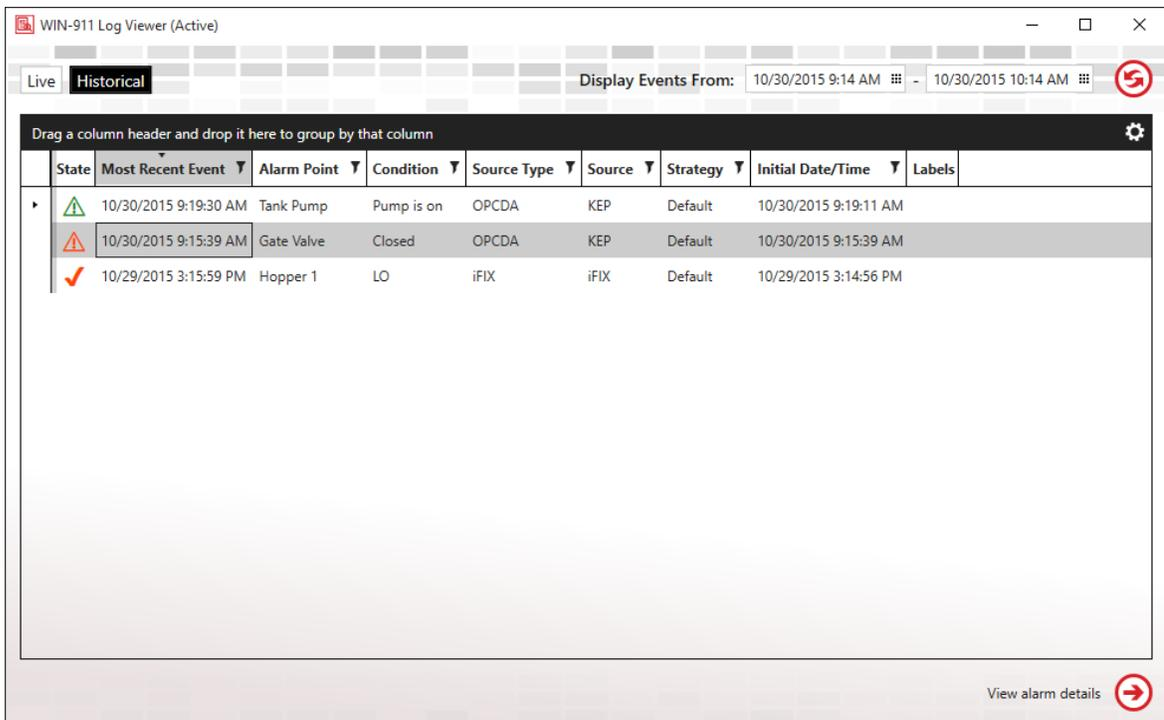 WIN-911 Log Viewer (Active)
Live Historical Display Events From: 10/30/2015 9:14 AM - 10/30/2015 10:14 AM
Drag a column header and drop it here to group by that column
State Most Recent Event Alarm Point Condition Source Type Source Strategy Initial Date/Time Labels
10/30/2015 9:19:30 AM Tank Pump Pump is on OPCDA KEP Default 10/30/2015 9:19:11 AM
10/30/2015 9:15:39 AM Gate Valve Closed OPCDA KEP Default 10/30/2015 9:15:39 AM
10/29/2015 3:15:59 PM Hopper 1 LO iFIX iFIX Default 10/29/2015 3:14:56 PM
View alarm details